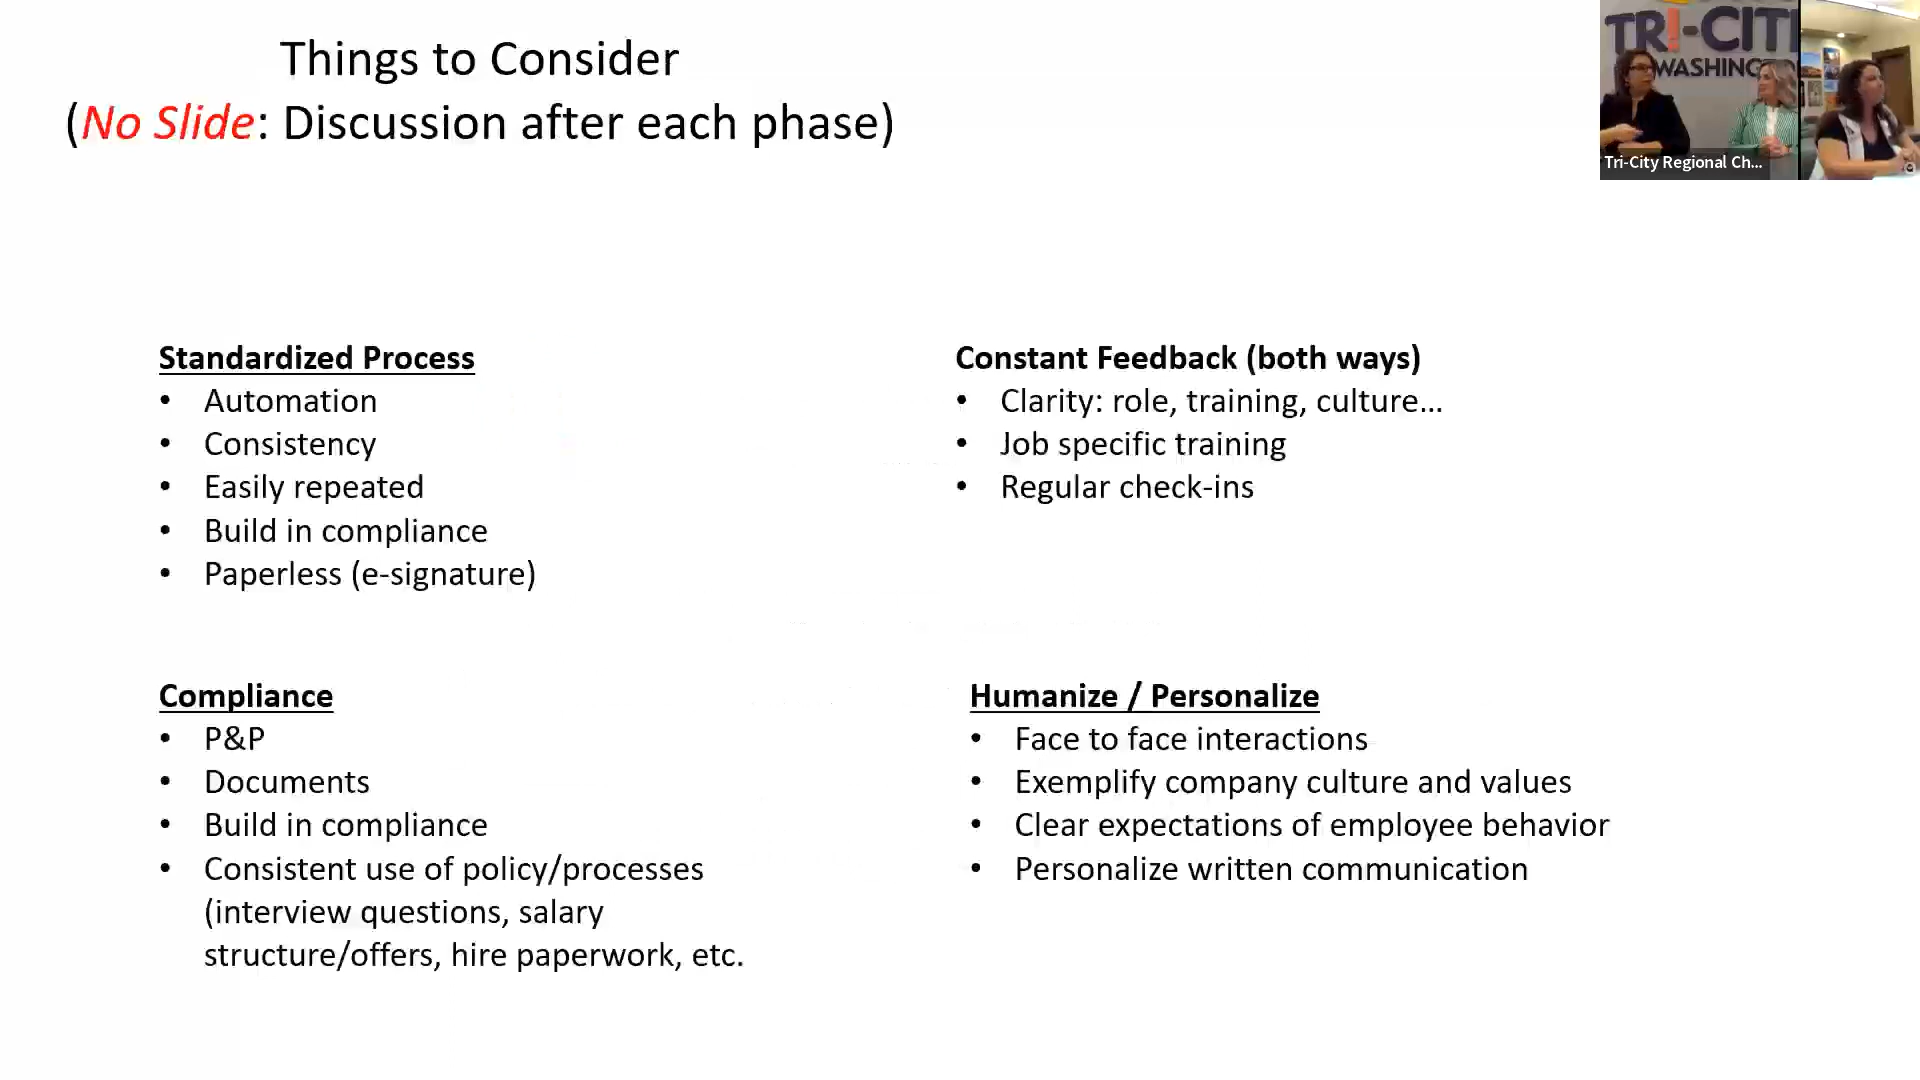 Things to Consider
(No Slide: Discussion after each phase)
TRI-CITI
WASHINGTO
Tri-City Regional Ch...
Standardized Process
• Automation
• Consistency
• Easily repeated
• Build in compliance
• Paperless (e-signature)
Constant Feedback (both ways)
• Clarity: role, training, culture...
• Job specific training
• Regular check-ins
Compliance
• P&P
• Documents
• Build in compliance
• Consistent use of policy/processes
(interview questions, salary
structure/offers, hire paperwork, etc.
Humanize / Personalize
• Face to face interactions
• Exemplify company culture and values
• Clear expectations of employee behavior
• Personalize written communication